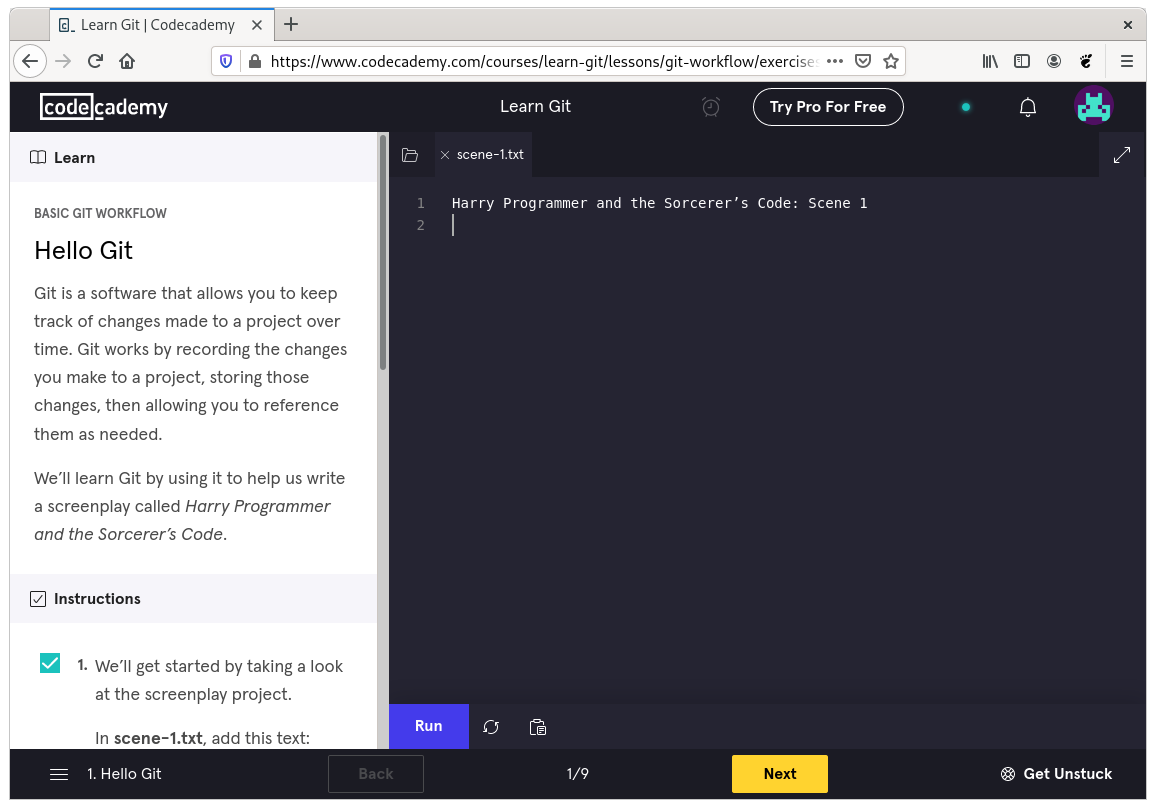 Learn Git | Codecademy
https://www.codecademy.com/courses/learn-git/lessons/git-workflow/exercise
codecademy
Learn Git
Try Pro For Free
Learn
scene-1.txt
BASIC GIT WORKFLOW
Hello Git
Git is a software that allows you to keep
track of changes made to a project over
time. Git works by recording the changes
you make to a project, storing those
changes, then allowing you to reference
them as needed.
We’ll learn Git by using it to help us write
a screenplay called Harry Programmer
and the Sorcerer’s Code.
Instructions
1. We’ll get started by taking a look
at the screenplay project.
In scene-1.txt, add this text:
1 Harry Programmer and the Sorcerer’s Code: Scene 1
2
Run
1. Hello Git
Back
1/9
Next
Get Unstuck